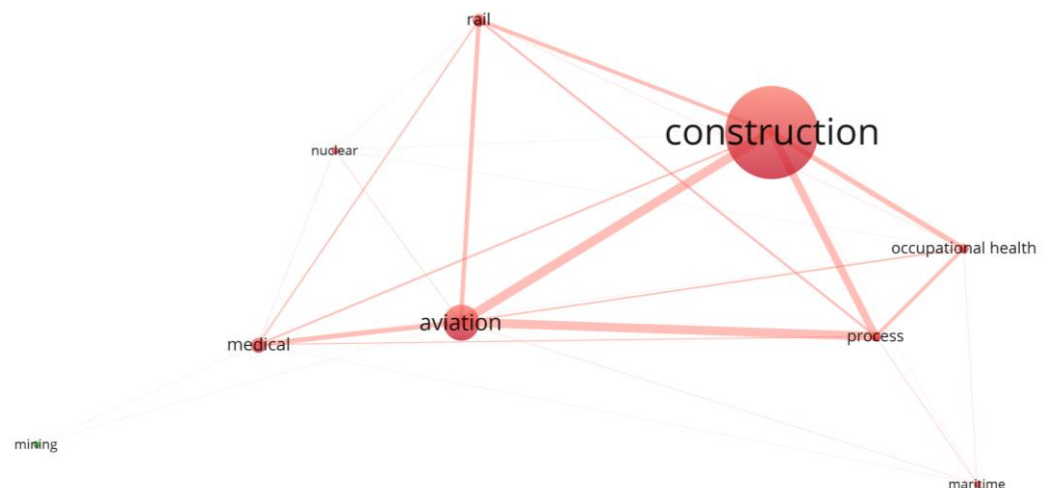 rail
construction
nuclear
occupational health
aviation
process
medical
mining
maritime